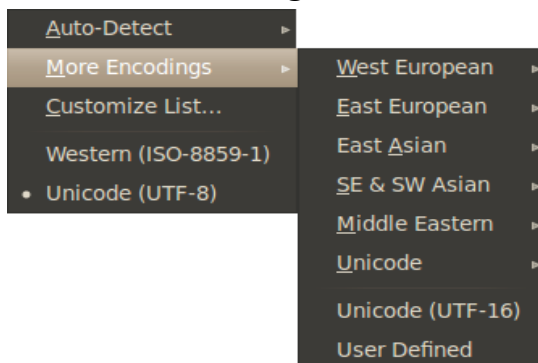 Auto-Detect
More Encodings
Customize List...
Western (ISO-8859-1)
• Unicode (UTF-8)
West European
East European
East Asian
SE & SW Asian
Middle Eastern
Unicode
Unicode (UTF-16)
User Defined